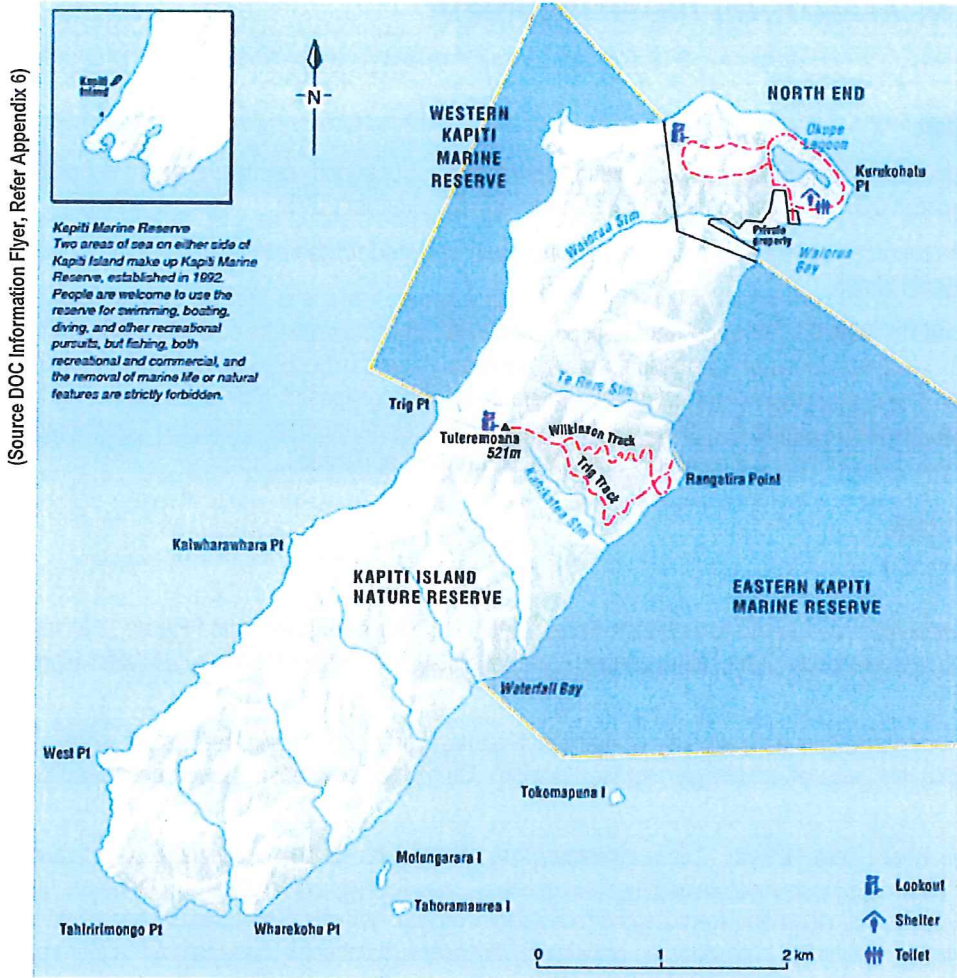 (Source DOC Information Flyer, Refer Appendix 6)
Kapiti
Island
N
Kapiti Marine Reserve
Two areas of sea on either side of
Kapiti Island make up Kapiti Marine
Reserve, established in 1992.
People are welcome to use the
reserve for swimming, boating,
diving, and other recreational
pursuits, but fishing, both
recreational and commercial, and
the removal of marine life or natural
features are strictly forbidden.
WESTERN
KAPITI
MARINE
RESERVE
NORTH END
Okupe
Lagoon
Kurukohatu
Pt
Private
property
Waiorua
Bay
Waiorua Stm
Te Rere Stm
Trig Pt
Tuteremoana
521m
Wilkinson Track
Trig Track
Rangatira Point
Kaiwharawhara Pt
KAPITI ISLAND
NATURE RESERVE
EASTERN KAPITI
MARINE RESERVE
Waterfall Bay
West Pt
Tokomapuna I
Motungarara I
Tahoramaurea I
Tahiririmongo Pt
Wharekohu Pt
Lookout
Shelter
Toilet
0 1 2 km